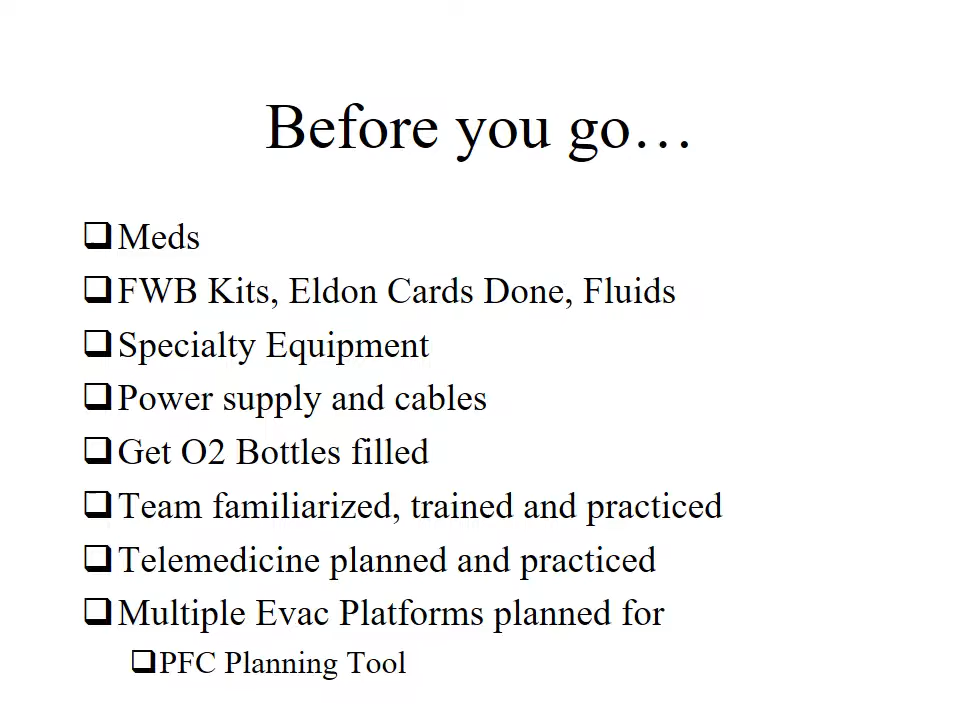 Before you go…
Meds
FWB Kits, Eldon Cards Done, Fluids
Specialty Equipment
Power supply and cables
Get O2 Bottles filled
Team familiarized, trained and practiced
Telemedicine planned and practiced
Multiple Evac Platforms planned for
PFC Planning Tool